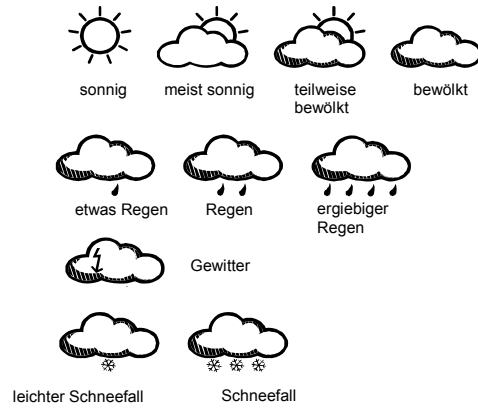 sonnig
meist sonnig
teilweise
bewölkt
bewölkt
etwas Regen
Regen
ergiebiger
Regen
Gewitter
leichter Schneefall
Schneefall